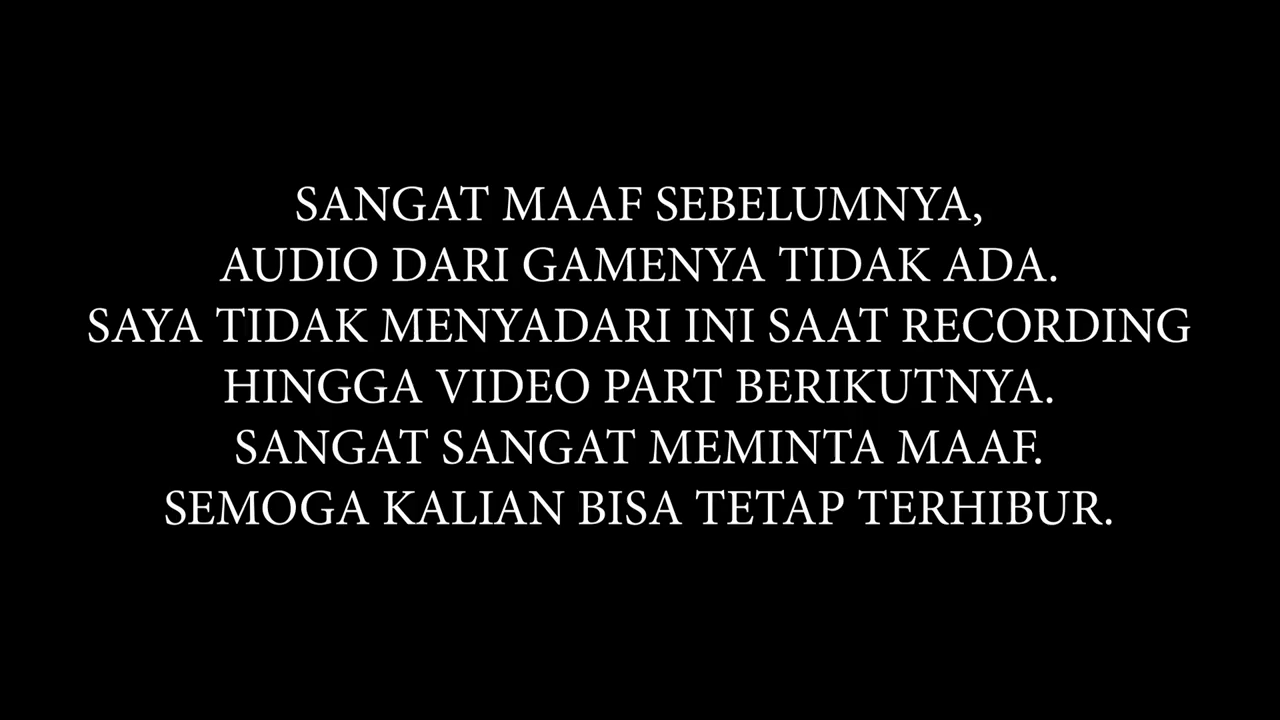 SANGAT MAAF SEBELUMNYA,
AUDIO DARI GAMENYA TIDAK ADA.
SAYA TIDAK MENYADARI INI SAAT RECORDING
HINGGA VIDEO PART BERIKUTNYA.
SANGAT SANGAT MEMINTA MAAF.
SEMOGA KALIAN BISA TETAP TERHIBUR.